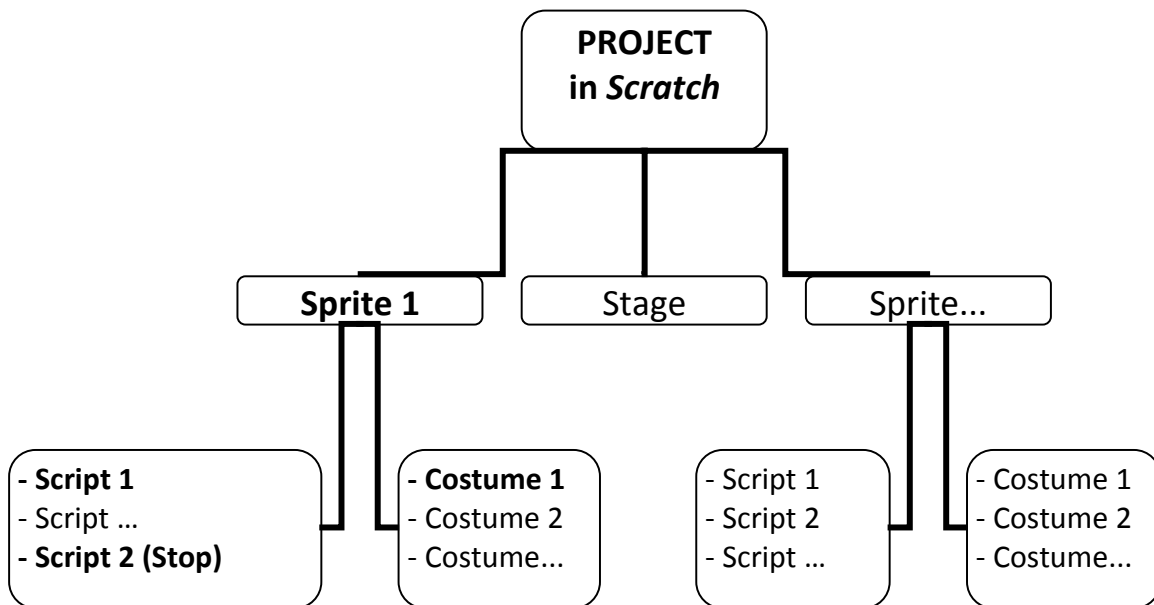 PROJECT
in Scratch
Sprite 1
Stage
Sprite...
- Script 1
- Script ...
- Script 2 (Stop)
- Costume 1
- Costume 2
- Costume...
- Script 1
- Script 2
- Script ...
- Costume 1
- Costume 2
- Costume...